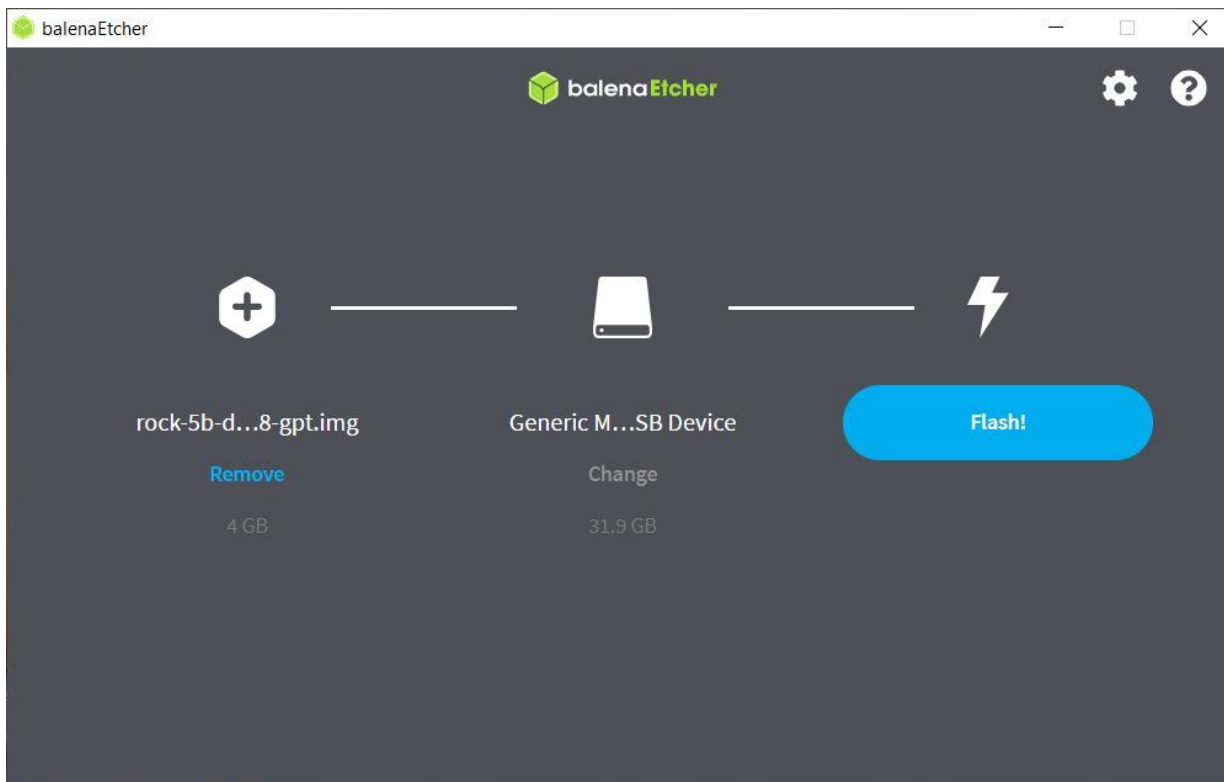 balenaEtcher
balenaEtcher
rock-5b-d...8-gpt.img
Generic M...SB Device
Flash!
Remove
Change
4 GB
31.9 GB